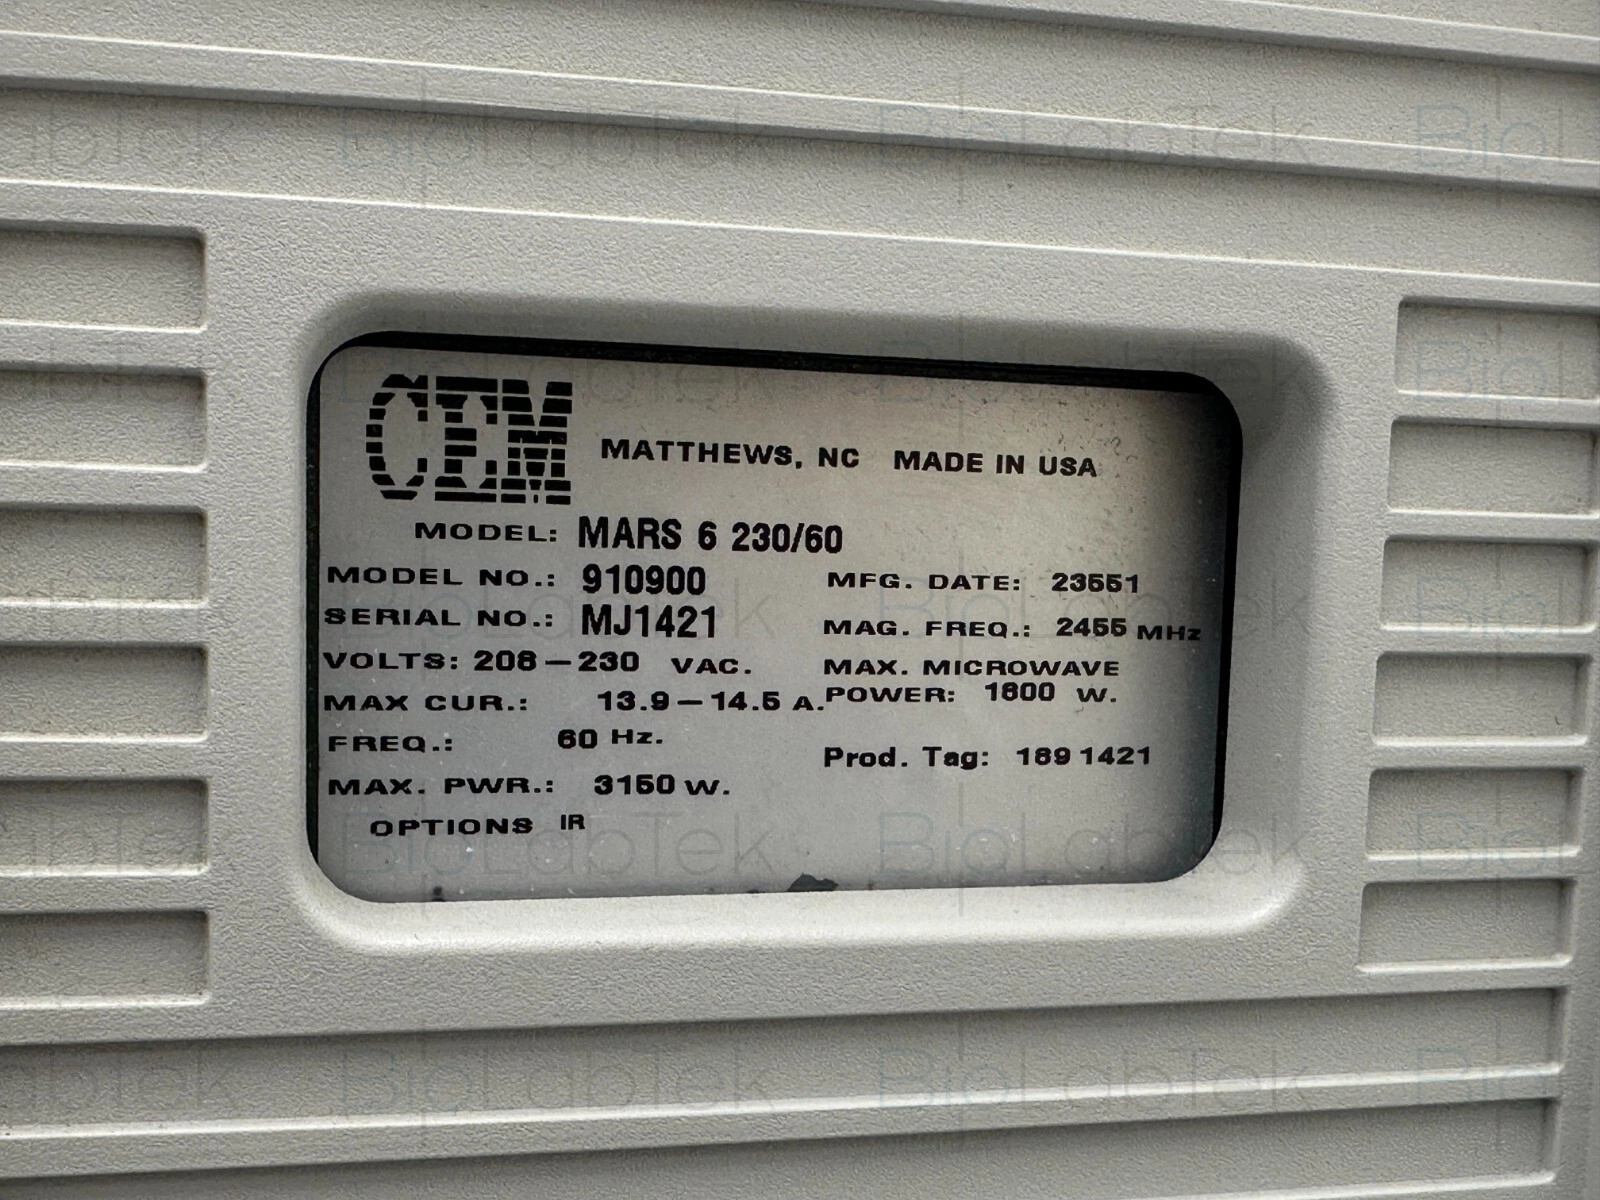 CEM MATTHEWS, NC MADE IN USA
MODEL: MARS 6 230/60
MODEL NO.: 910900
SERIAL NO.: MJ1421
VOLTS: 208–230 VAC.
MAX CUR.: 13.9–14.5 A.
FREQ.: 60 Hz.
MAX. PWR.: 3150 W.
OPTIONS IR
MFG. DATE: 23551
MAG. FREQ.: 2455 MHz
MAX. MICROWAVE
POWER: 1800 W.
Prod. Tag: 1891421
BioLabTek